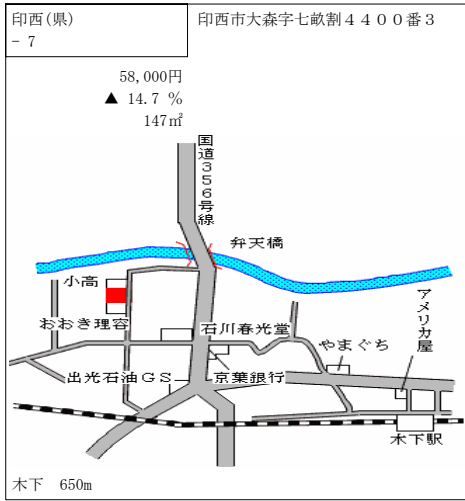 印西(県)
- 7
印西市大森字七畝割４４００番３
58,000円
▲ 14.7 %
147㎡
国道３５６号線
弁天橋
小高
アメリカ屋
おおき理容
石川春光堂
やまぐち
出光石油ＧＳ
京葉銀行
木下駅
木下 650m